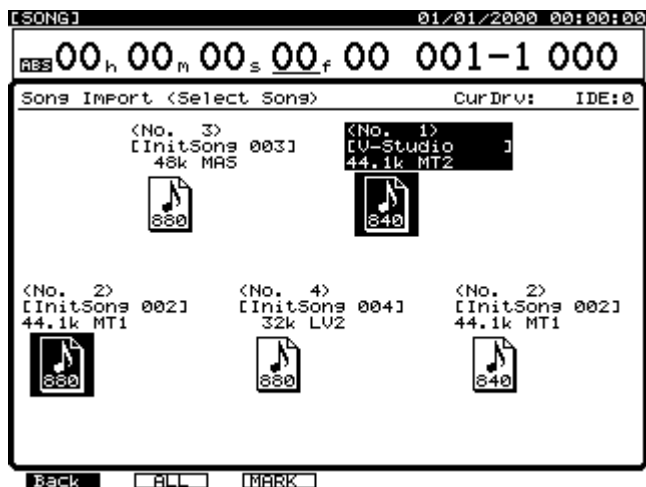 [SONG] 01/01/2000 00:00:00
ABS 00h 00m 00s 00f 00 001-1 000
Song Import (Select Song) CurDrv: IDE:0
(No. 3) (No. 1)
[InitSong 003] [V-Studio ]
48k MAS 44.1k MT2
880 840
(No. 2) (No. 4) (No. 2)
[InitSong 002] [InitSong 004] [InitSong 002]
44.1k MT1 32k LV2 44.1k MT1
880 880 840
Back ALL MARK